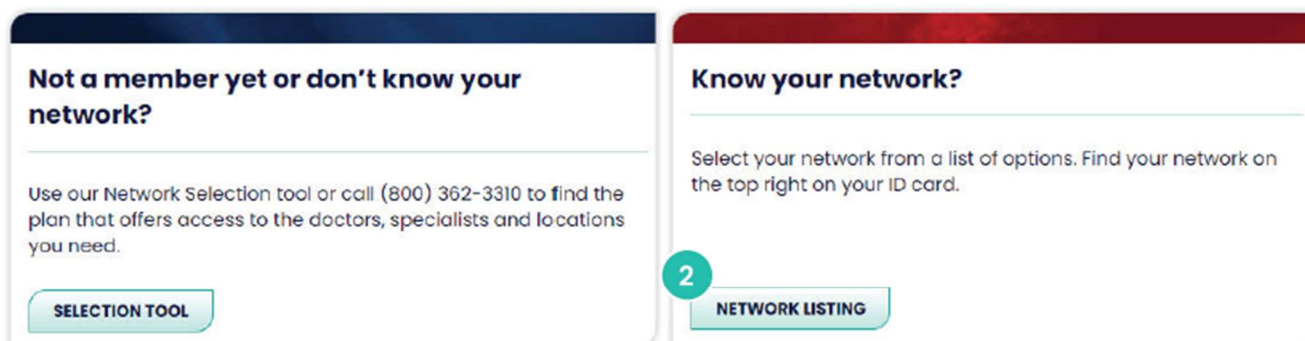 Not a member yet or don't know your
network?
Use our Network Selection tool or call (800) 362-3310 to find the
plan that offers access to the doctors, specialists and locations
you need.
SELECTION TOOL
Know your network?
Select your network from a list of options. Find your network on
the top right on your ID card.
2
NETWORK LISTING